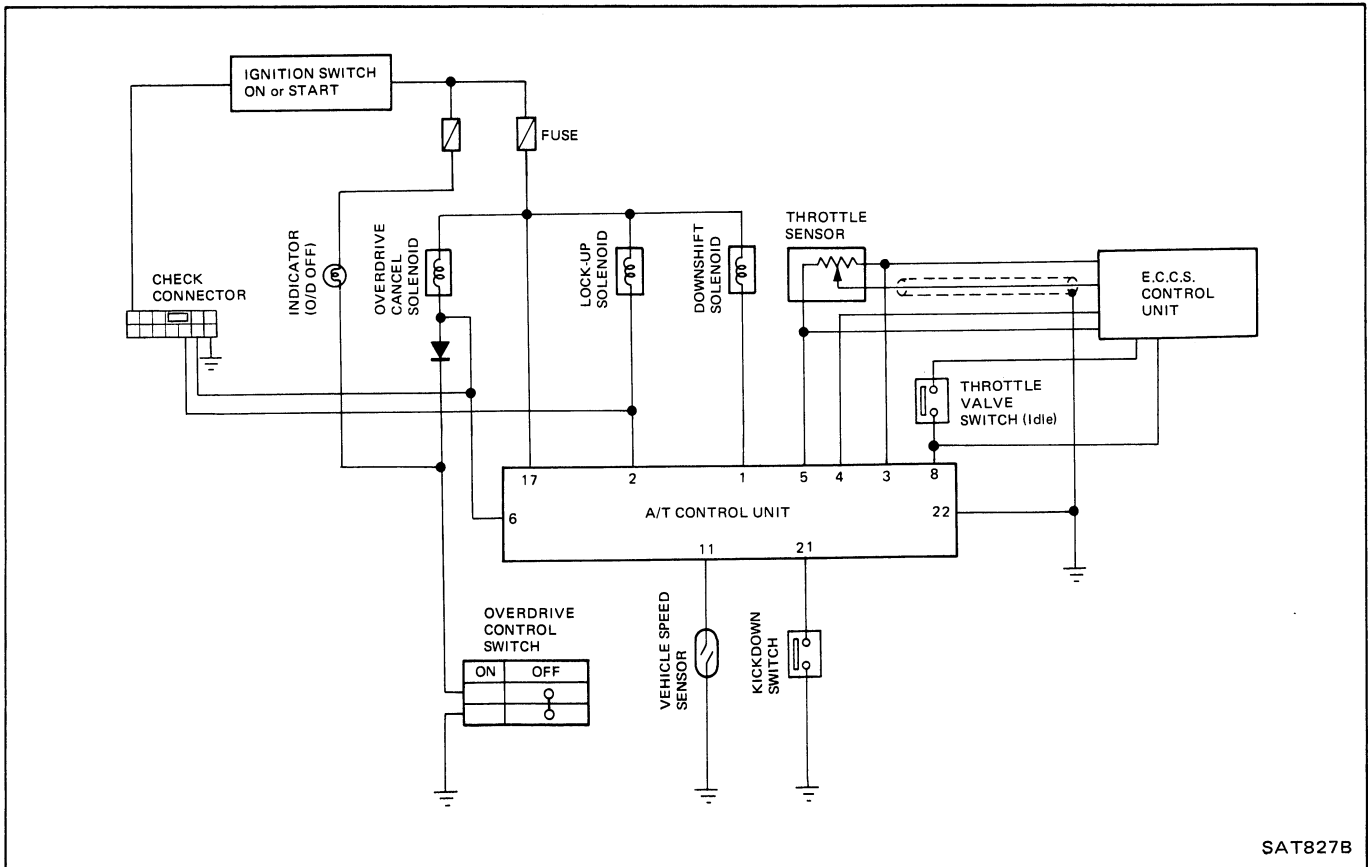 IGNITION SWITCH
ON or START
FUSE
CHECK
CONNECTOR
INDICATOR
(O/D OFF)
OVERDRIVE
CANCEL
SOLENOID
LOCK-UP
SOLENOID
DOWNSHIFT
SOLENOID
THROTTLE
SENSOR
E.C.C.S.
CONTROL
UNIT
THROTTLE
VALVE
SWITCH (Idle)
17 2 1 5 4 3 8
6 A/T CONTROL UNIT 22
11 21
OVERDRIVE
CONTROL
SWITCH
ON OFF
VEHICLE SPEED
SENSOR
KICKDOWN
SWITCH
SAT827B